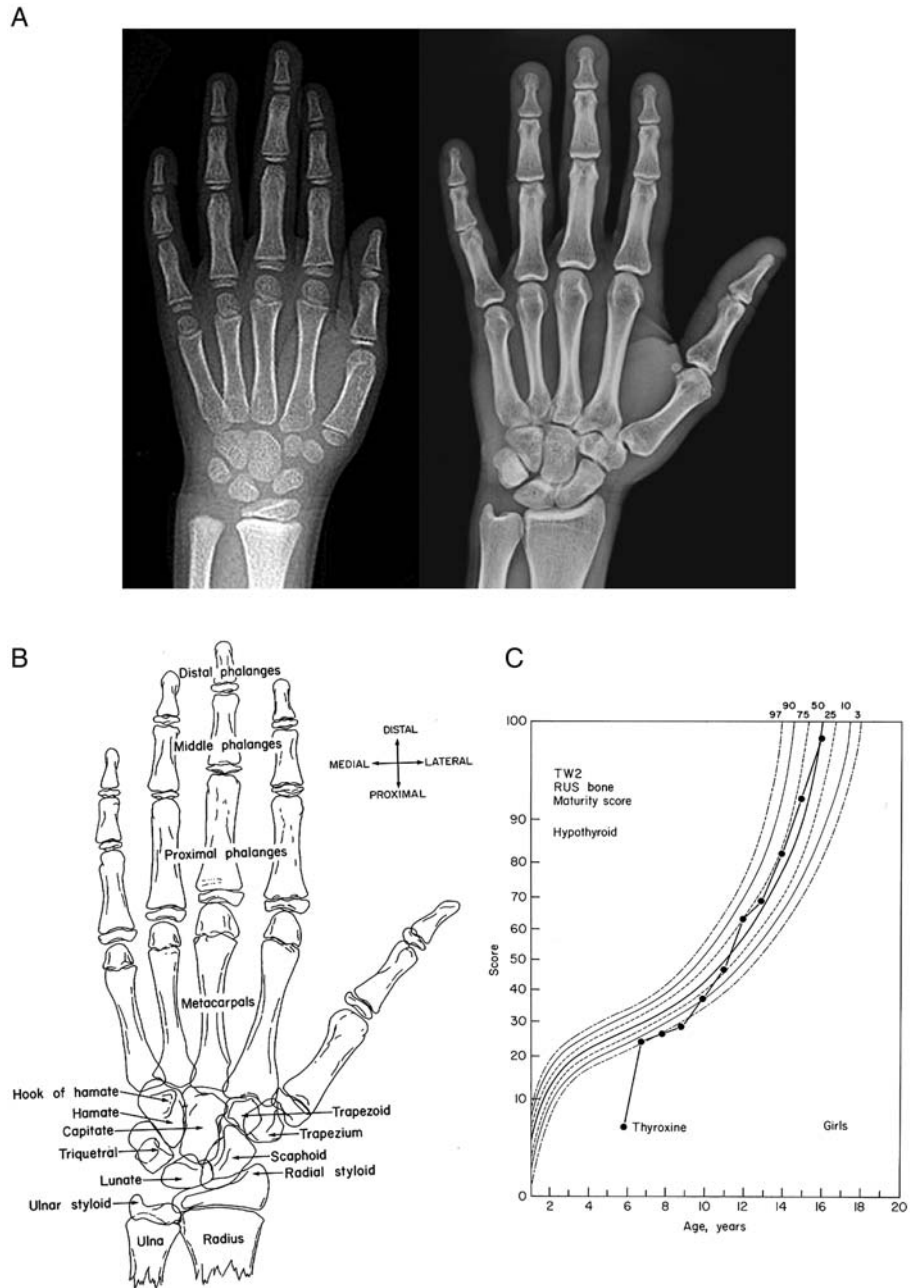 A
B
Distal phalanges
Middle phalanges
DISTAL
MEDIAL
LATERAL
PROXIMAL
Proximal phalanges
Metacarpals
Hook of hamate
Hamate
Capitate
Triquetral
Lunate
Ulnar styloid
Ulna
Radius
Trapezoid
Trapezium
Scaphoid
Radial styloid
C
97 90 75 50 25 10 3
100
90
80
70
60
50
40
30
20
10
0
Score
TW2
RUS bone
Maturity score
Hypothyroid
Thyroxine
Girls
2 4 6 8 10 12 14 16 18 20
Age, years